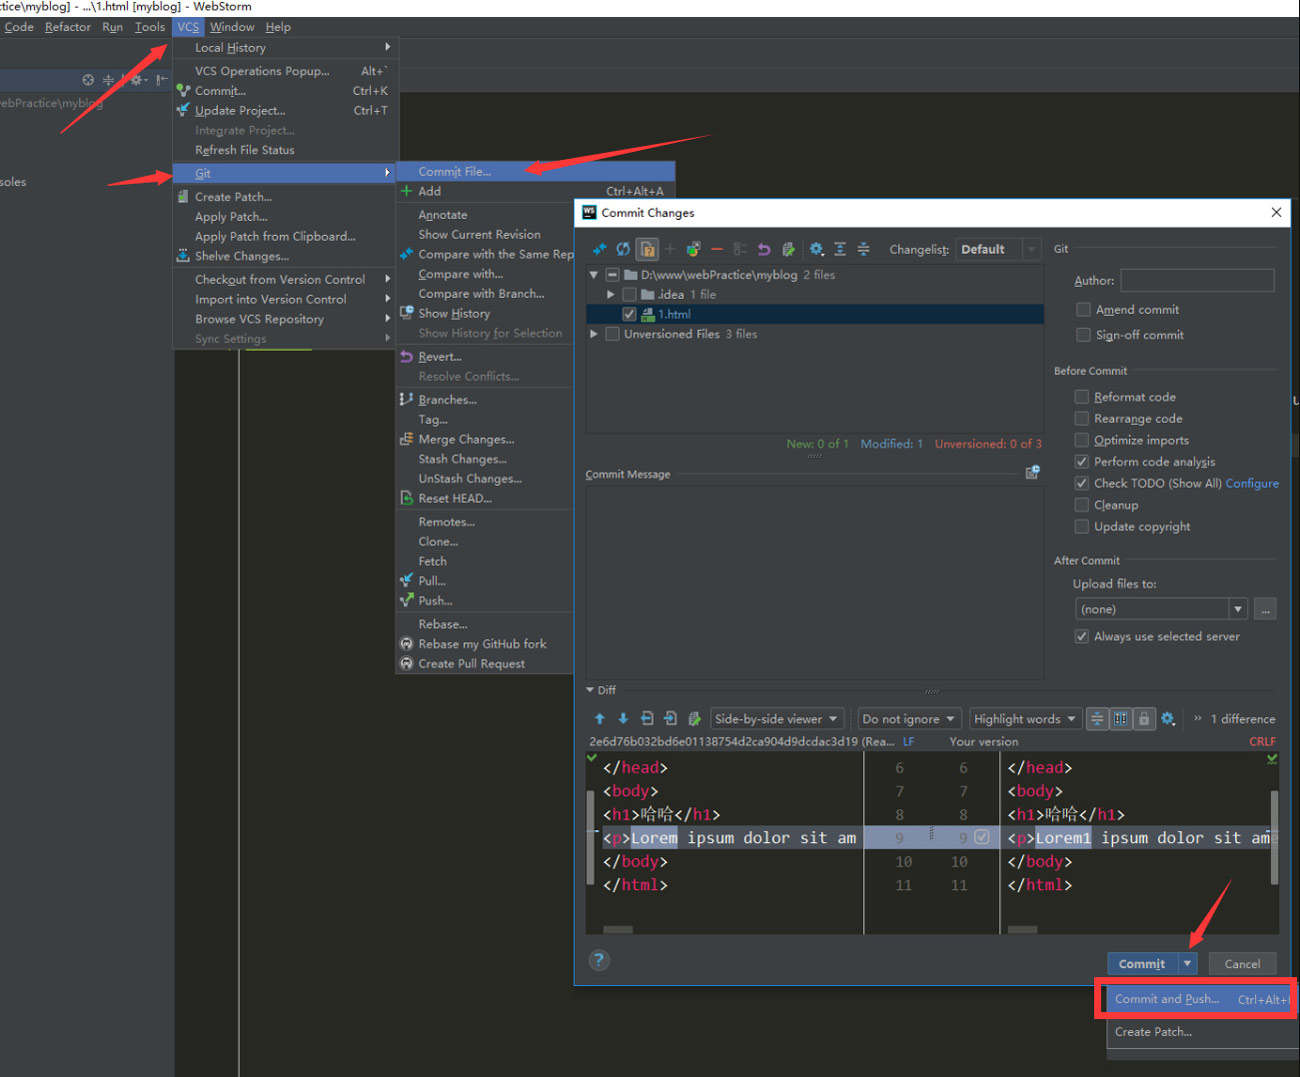 ctice\myblog] - ...\1.html [myblog] - WebStorm
Code Refactor Run Tools VCS Window Help
Local History
VCS Operations Popup... Alt+`
Commit... Ctrl+K
Update Project... Ctrl+T
Integrate Project...
Refresh File Status
Git
Create Patch...
Apply Patch...
Apply Patch from Clipboard...
Shelve Changes...
Checkout from Version Control
Import into Version Control
Browse VCS Repository
Sync Settings
ebPractice\myblog
soles
Commit File...
Add Ctrl+Alt+A
Annotate
Show Current Revision
Compare with the Same Rep
Compare with...
Compare with Branch...
Show History
Show History for Selection
Revert...
Resolve Conflicts...
Branches...
Tag...
Merge Changes...
Stash Changes...
UnStash Changes...
Reset HEAD...
Remotes...
Clone...
Fetch
Pull...
Push...
Rebase...
Rebase my GitHub fork
Create Pull Request
WS Commit Changes
Changelist: Default
D:\www\webPractice\myblog 2 files
.idea 1 file
1.html
Unversioned Files 3 files
New: 0 of 1 Modified: 1 Unversioned: 0 of 3
Commit Message
Git
Author:
Amend commit
Sign-off commit
Before Commit
Reformat code
Rearrange code
Optimize imports
Perform code analysis
Check TODO (Show All) Configure
Cleanup
Update copyright
After Commit
Upload files to:
(none) ...
Always use selected server
Diff
Side-by-side viewer Do not ignore Highlight words » 1 difference
2e6d76b032bd6e01138754d2ca904d9dcdac3d19 (Rea... LF Your version CRLF
</head> 6 6 </head>
<body> 7 7 <body>
<h1>哈哈</h1> 8 8 <h1>哈哈</h1>
<p>Lorem ipsum dolor sit am 9 9 <p>Lorem1 ipsum dolor sit ame
</body> 10 10 </body>
</html> 11 11 </html>
? Commit Cancel
Commit and Push... Ctrl+Alt+
Create Patch...